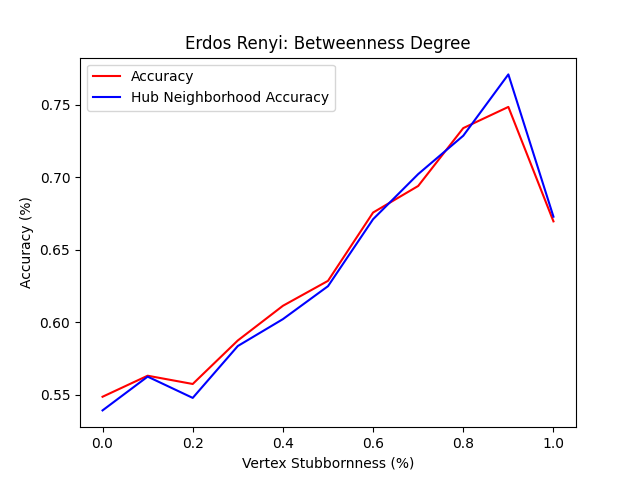 Erdos Renyi: Betweenness Degree
Accuracy
Hub Neighborhood Accuracy
Accuracy (%)
0.75
0.70
0.65
0.60
0.55
0.0 0.2 0.4 0.6 0.8 1.0
Vertex Stubbornness (%)